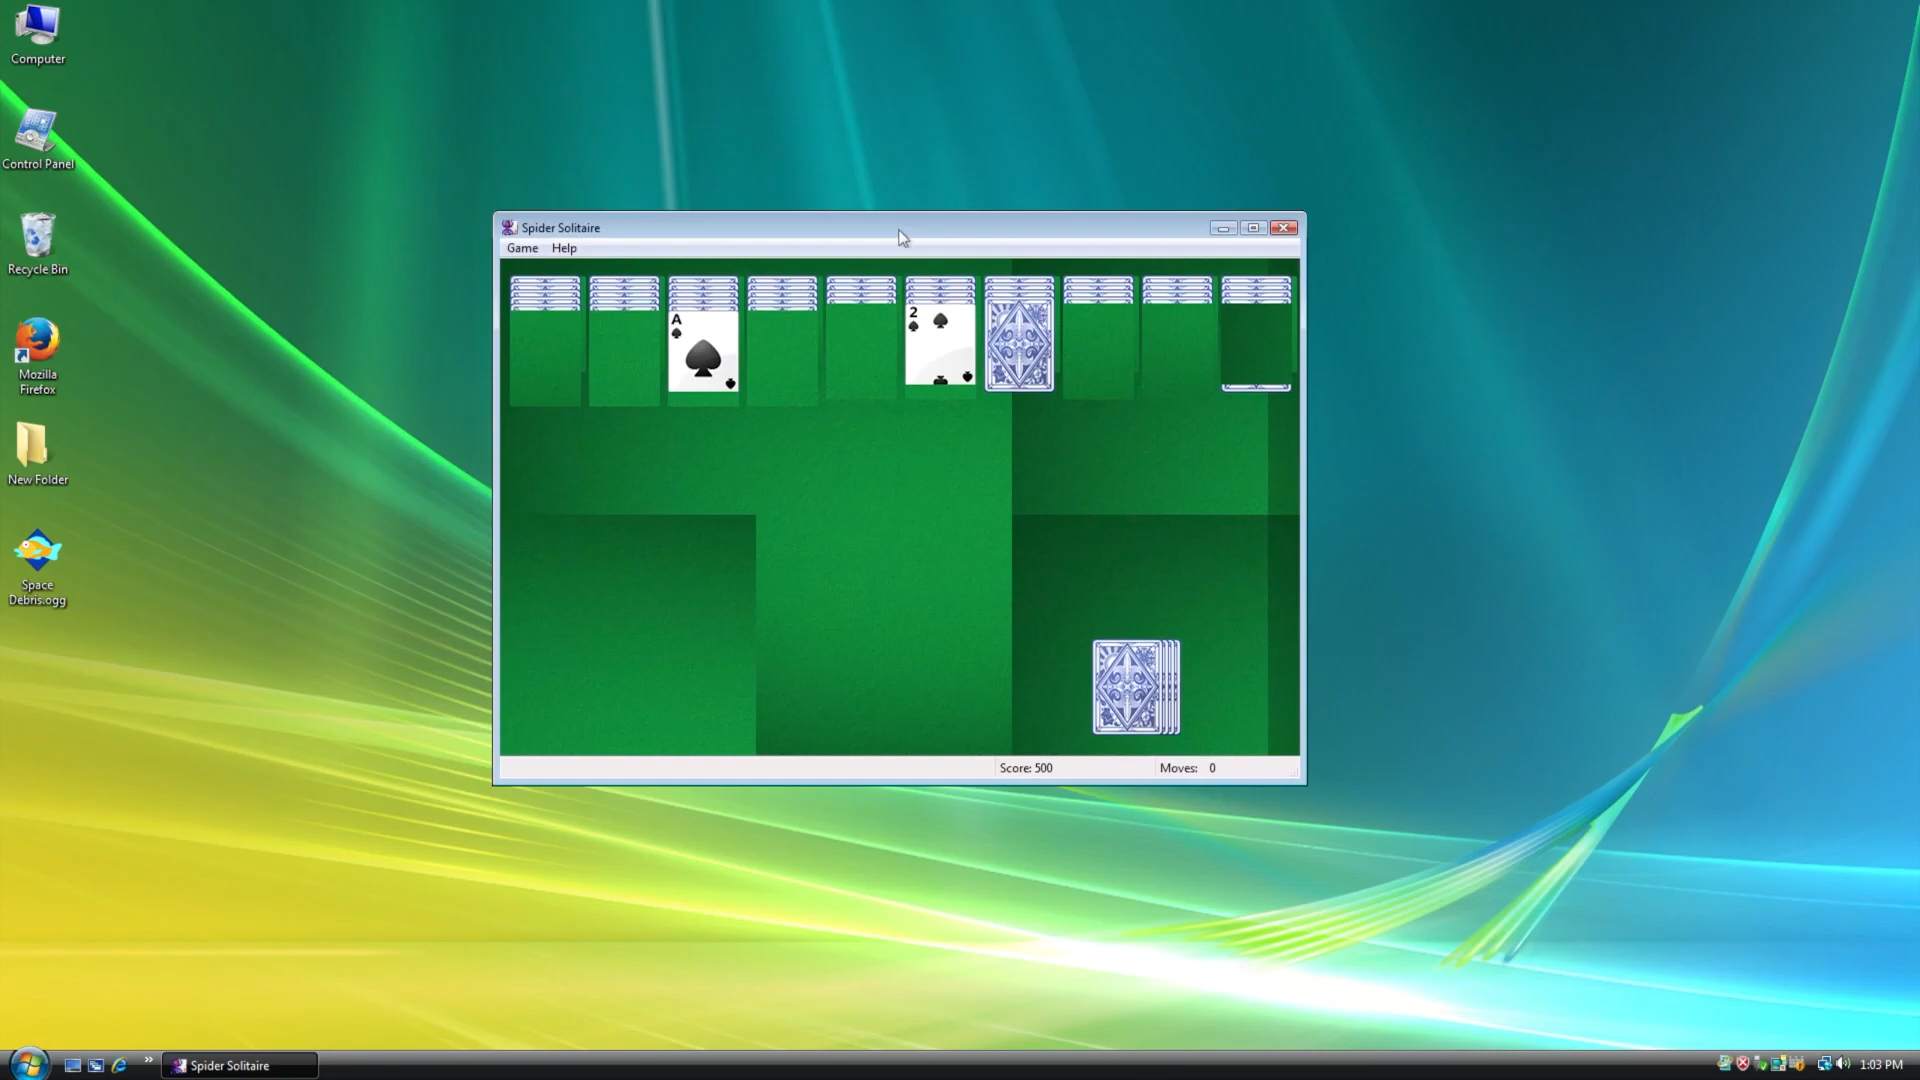 Computer
Control Panel
Recycle Bin
Mozilla
Firefox
New Folder
Space
Debris.ogg
Spider Solitaire
Game Help
A
2
Score: 500
Moves: 0
Spider Solitaire
1:03 PM